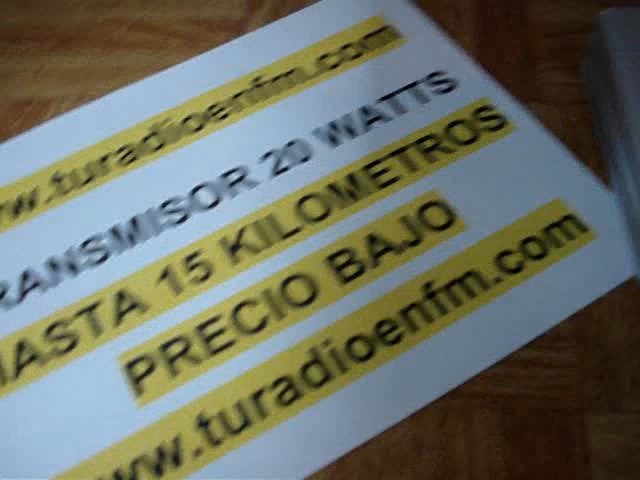 www.turadioenfm.com
TRANSMISOR 20 WATTS
HASTA 15 KILOMETROS
PRECIO BAJO
www.turadioenfm.com